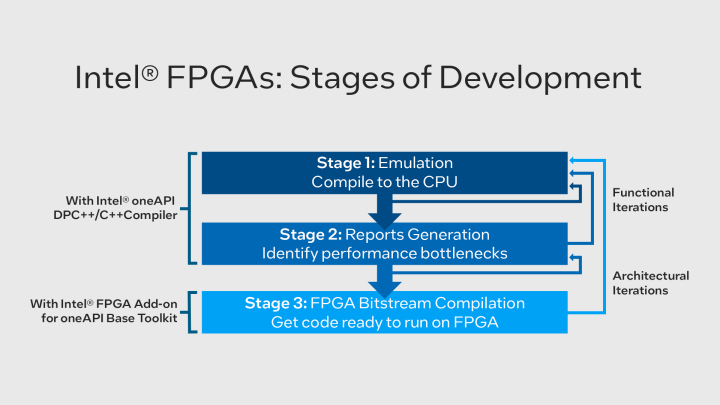 Intel® FPGAs: Stages of Development
Stage 1: Emulation
Compile to the CPU
With Intel® oneAPI
DPC++/C++Compiler
Functional
Iterations
Stage 2: Reports Generation
Identify performance bottlenecks
Architectural
Iterations
With Intel® FPGA Add-on
for oneAPI Base Toolkit
Stage 3: FPGA Bitstream Compilation
Get code ready to run on FPGA